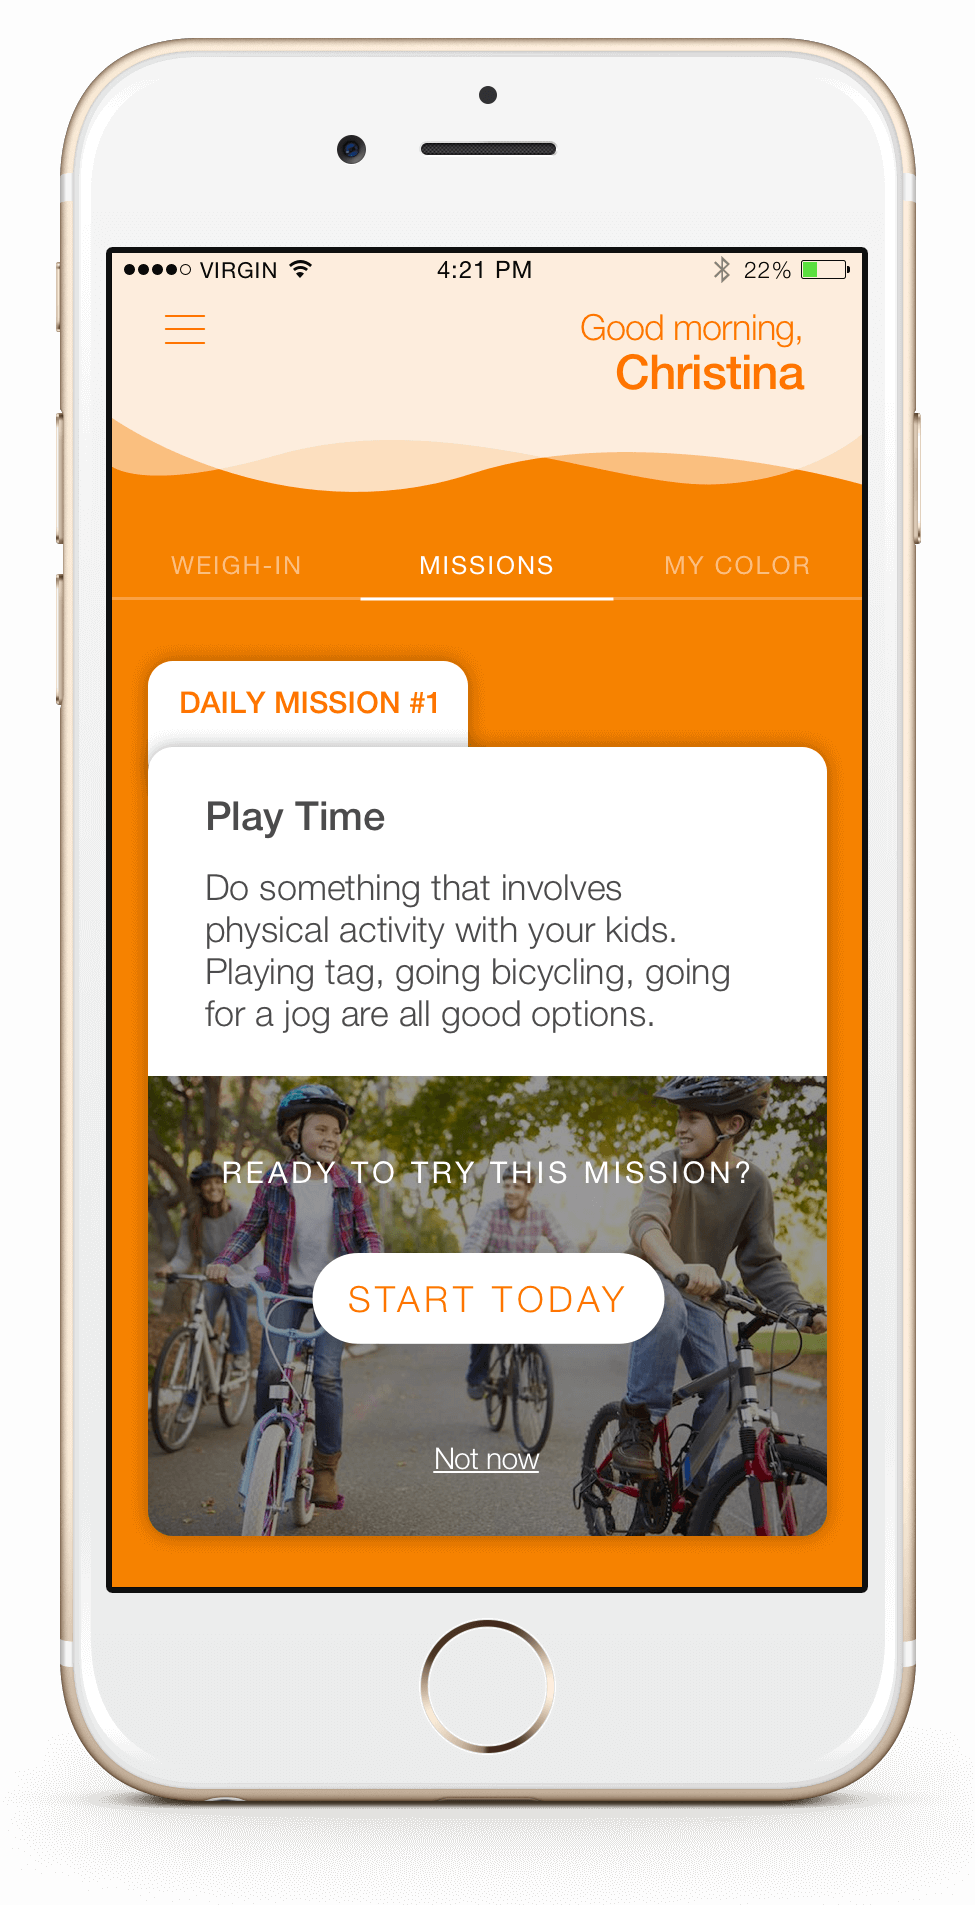 VIRGIN 4:21 PM 22%
Good morning,
Christina
WEIGH-IN MISSIONS MY COLOR
DAILY MISSION #1
Play Time
Do something that involves
physical activity with your kids.
Playing tag, going bicycling, going
for a jog are all good options.
READY TO TRY THIS MISSION?
START TODAY
Not now